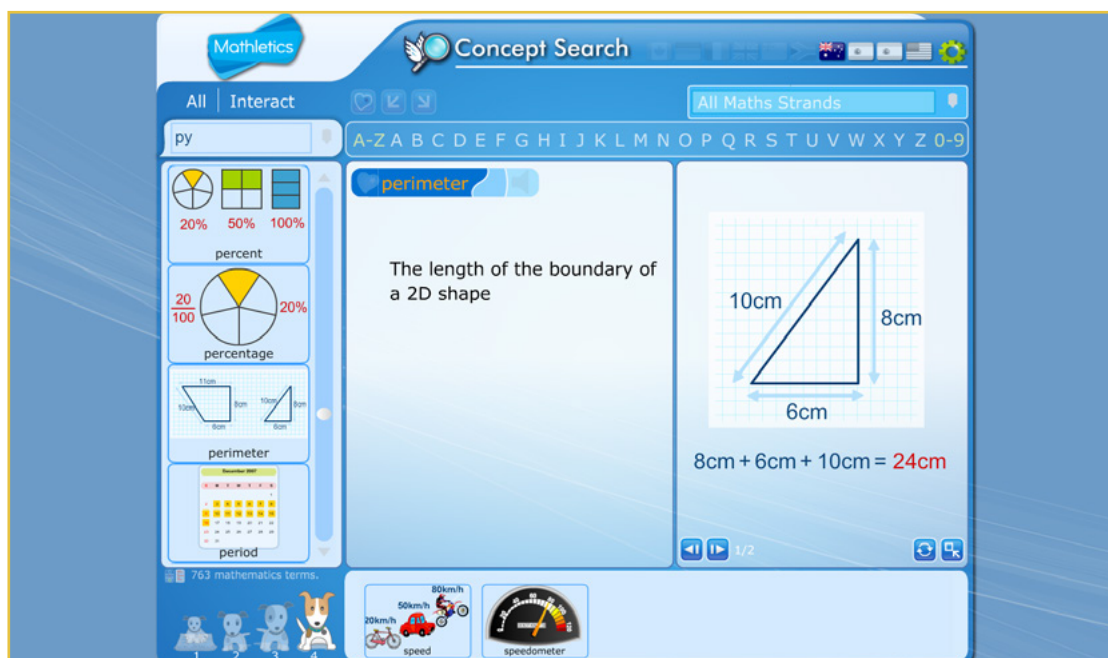 Mathletics
Concept Search
All Interact
All Maths Strands
py
A-Z A B C D E F G H I J K L M N O P Q R S T U V W X Y Z 0-9
20% 50% 100%
percent
20
100
20%
percentage
11cm
10cm 8cm 10cm 8cm
6cm 6cm
perimeter
December 2007
period
perimeter
The length of the boundary of
a 2D shape
10cm
8cm
6cm
8cm + 6cm + 10cm = 24cm
1/2
763 mathematics terms.
1 2 3 4
80km/h
50km/h
20km/h
speed
speedometer